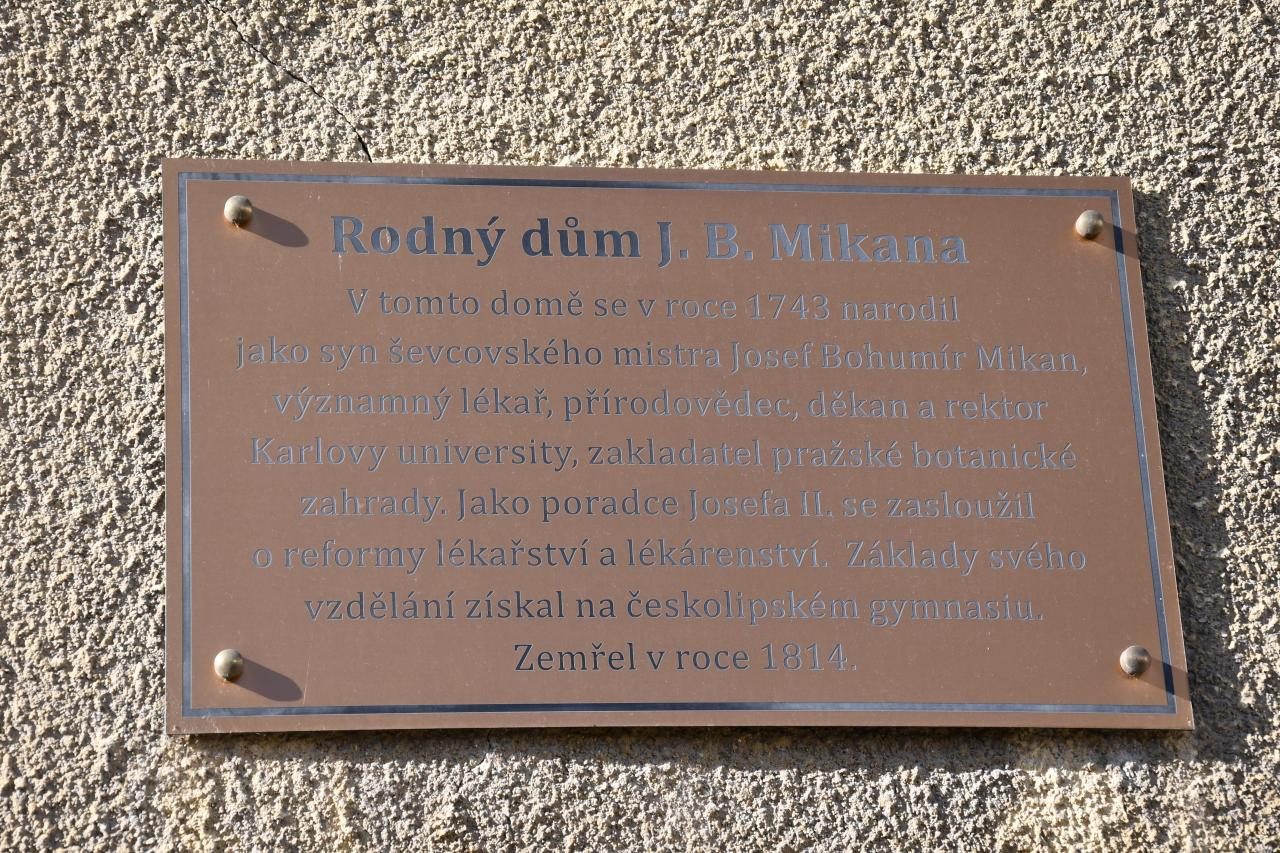 Rodný dům J. B. Mikana
V tomto domě se v roce 1743 narodil
jako syn ševcovského mistra Josef Bohumír Mikan,
významný lékař, přírodovědec, děkan a rektor
Karlovy university, zakladatel pražské botanické
zahrady. Jako poradce Josefa II. se zasloužil
o reformy lékařství a lékárenství. Základy svého
vzdělání získal na českolipském gymnasiu.
Zemřel v roce 1814.